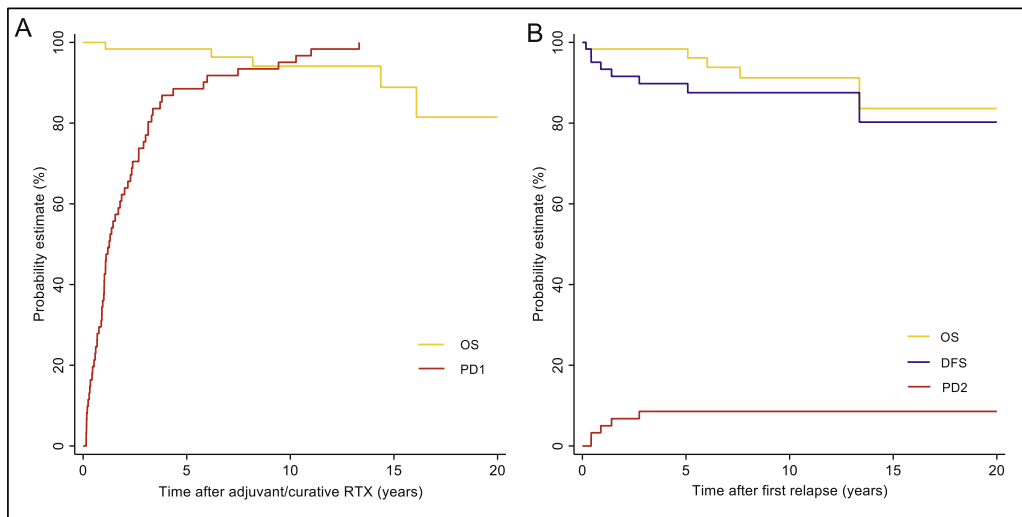 A
Probability estimate (%)
100
80
60
40
20
0
OS
PD1
0 5 10 15 20
Time after adjuvant/curative RTX (years)
B
Probability estimate (%)
100
80
60
40
20
0
OS
DFS
PD2
0 5 10 15 20
Time after first relapse (years)